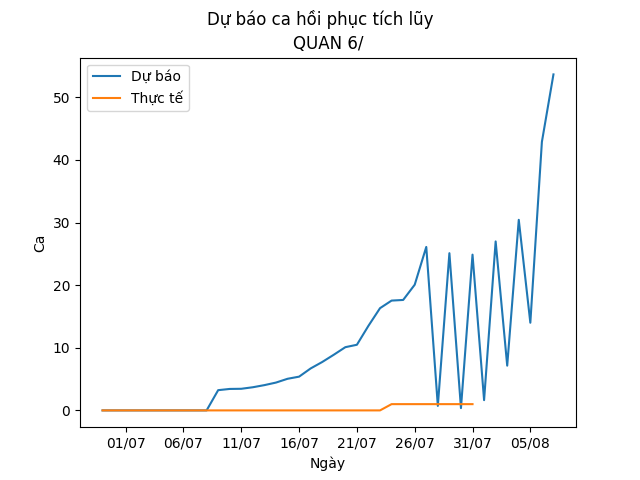 Dự báo ca hồi phục tích lũy
QUAN 6/
Dự báo
Thực tế
50
40
30
20
10
0
Ca
01/07 06/07 11/07 16/07 21/07 26/07 31/07 05/08
Ngày